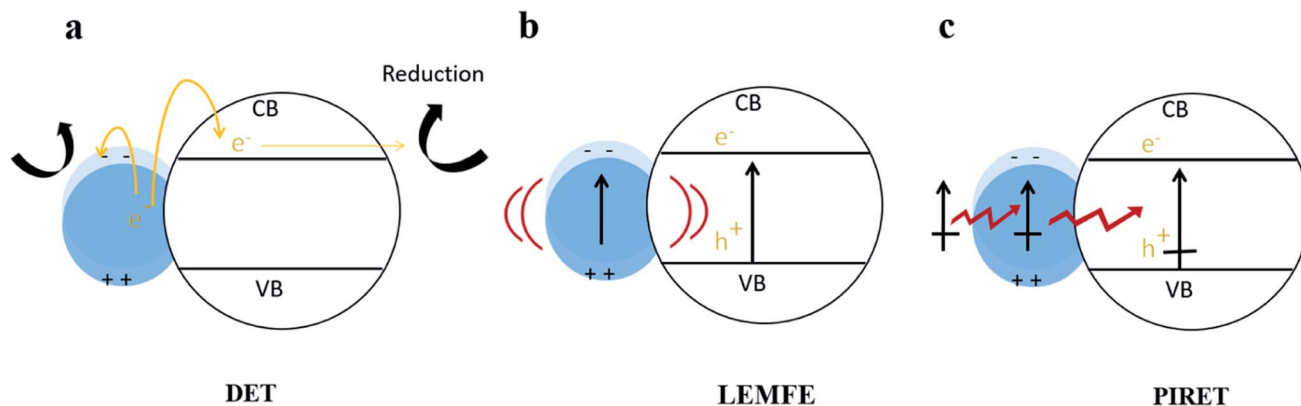 a
Reduction
CB
e⁻
- -
e⁻
+ +
VB
DET
b
CB
- -
e⁻
h⁺
+ +
VB
LEMFE
c
CB
- -
e⁻
h⁺
+ +
VB
PIRET